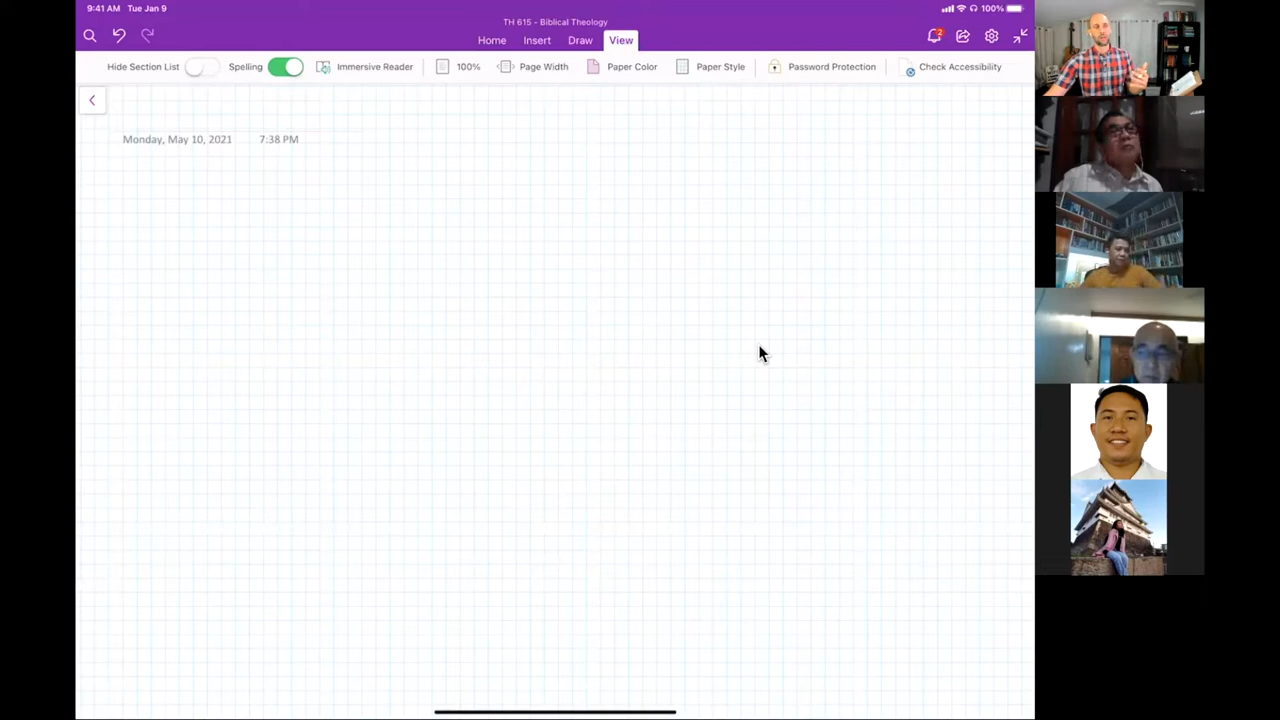 9:41 AM Tue Jan 9 100%
TH 615 - Biblical Theology
Home Insert Draw View 2
Hide Section List Spelling Immersive Reader 100% Page Width Paper Color Paper Style Password Protection Check Accessibility
Monday, May 10, 2021 7:38 PM